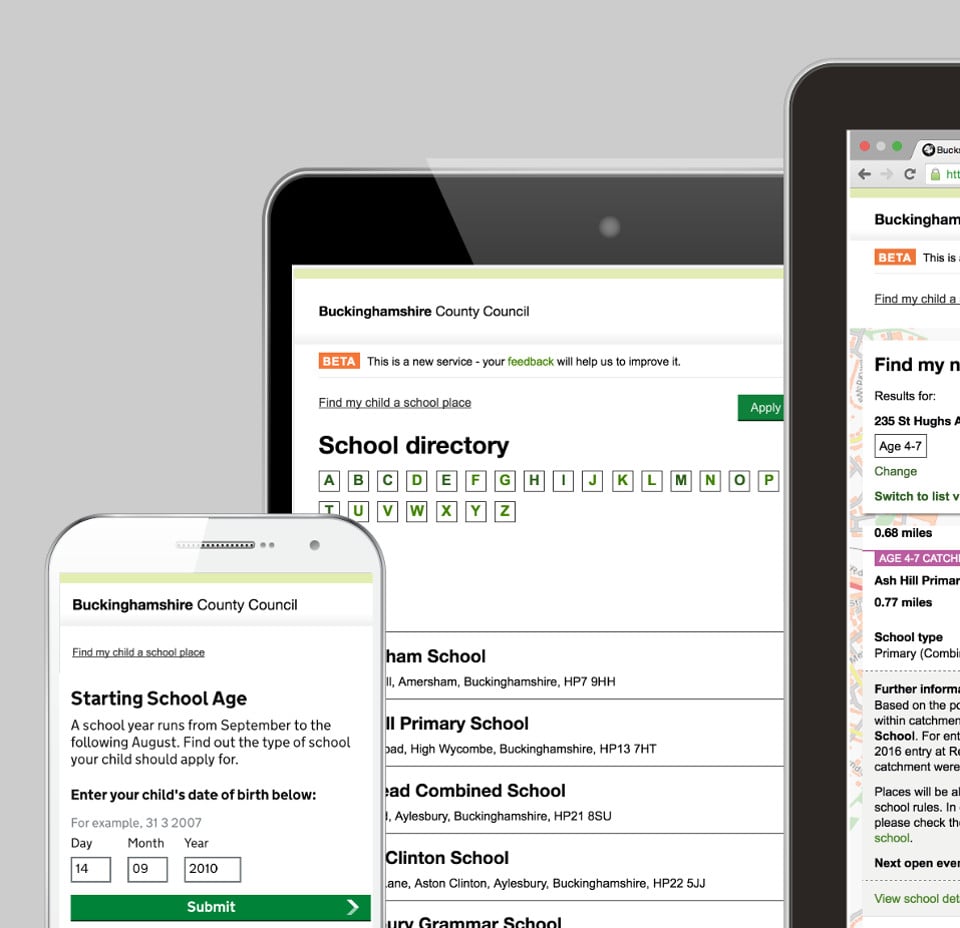 Buckinghamshire County Council
BETA This is a new service - your feedback will help us to improve it.
Find my child a school place
Apply
School directory
A B C D E F G H I J K L M N O P
T U V W X Y Z
ham School
Amersham, Buckinghamshire, HP7 9HH
Primary School
High Wycombe, Buckinghamshire, HP13 7HT
Combined School
Aylesbury, Buckinghamshire, HP21 8SU
Clinton School
Aston Clinton, Aylesbury, Buckinghamshire, HP22 5JJ
Grammar School
Buckinghamshire County Council
Find my child a school place
Starting School Age
A school year runs from September to the
following August. Find out the type of school
your child should apply for.
Enter your child's date of birth below:
For example, 31 3 2007
Day Month Year
14 09 2010
Submit
Bucks
htt
Buckingham
BETA This is
Find my child a
Find my n
Results for:
235 St Hughs A
Age 4-7
Change
Switch to list v
0.68 miles
AGE 4-7 CATCH
Ash Hill Primar
0.77 miles
School type
Primary (Combi
Further informa
Based on the po
within catchmen
School. For ent
2016 entry at Re
catchment were
Places will be al
school rules. In
please check the
school.
Next open even
View school det